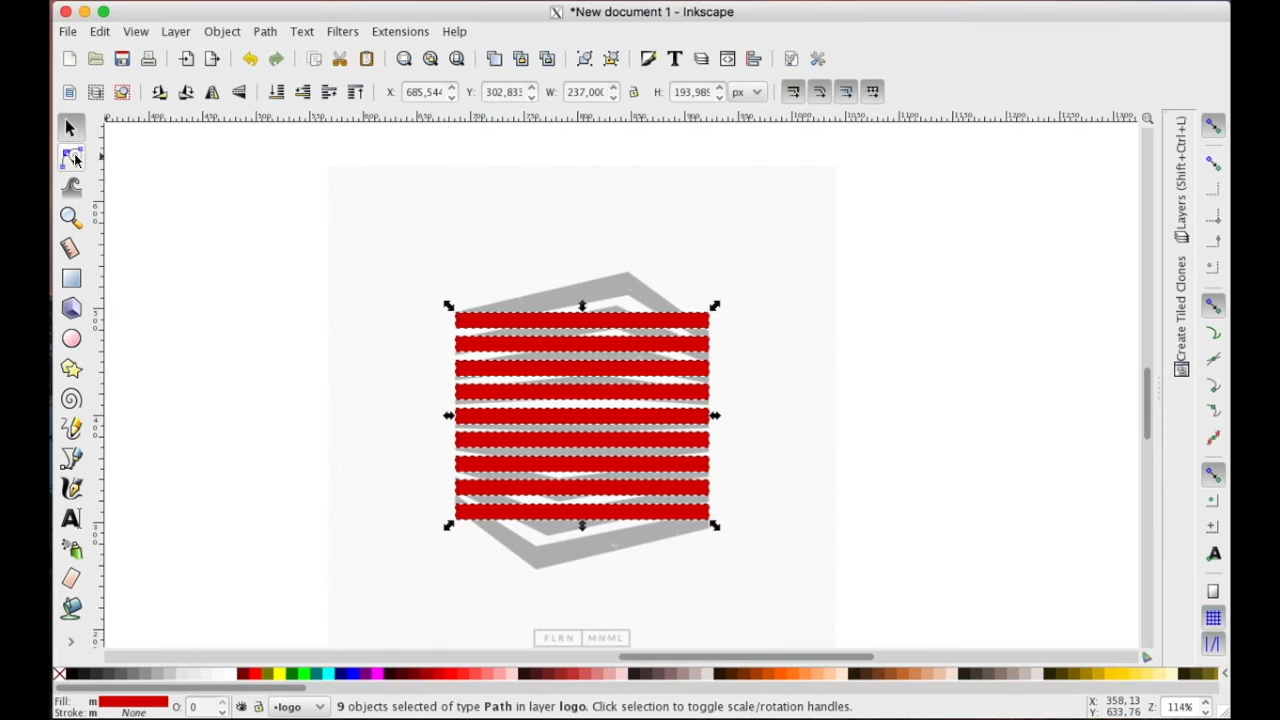 *New document 1 - Inkscape
File Edit View Layer Object Path Text Filters Extensions Help
X: 685,544 Y: 302,833 W: 237,000 H: 193,989 px
Layers (Shift+Ctrl+L)
Create Tiled Clones
FLRN MNML
Fill: m O: 0 •logo 9 objects selected of type Path in layer logo. Click selection to toggle scale/rotation handles. X: 358,13 Z: 114%
Stroke: m None Y: 633,76